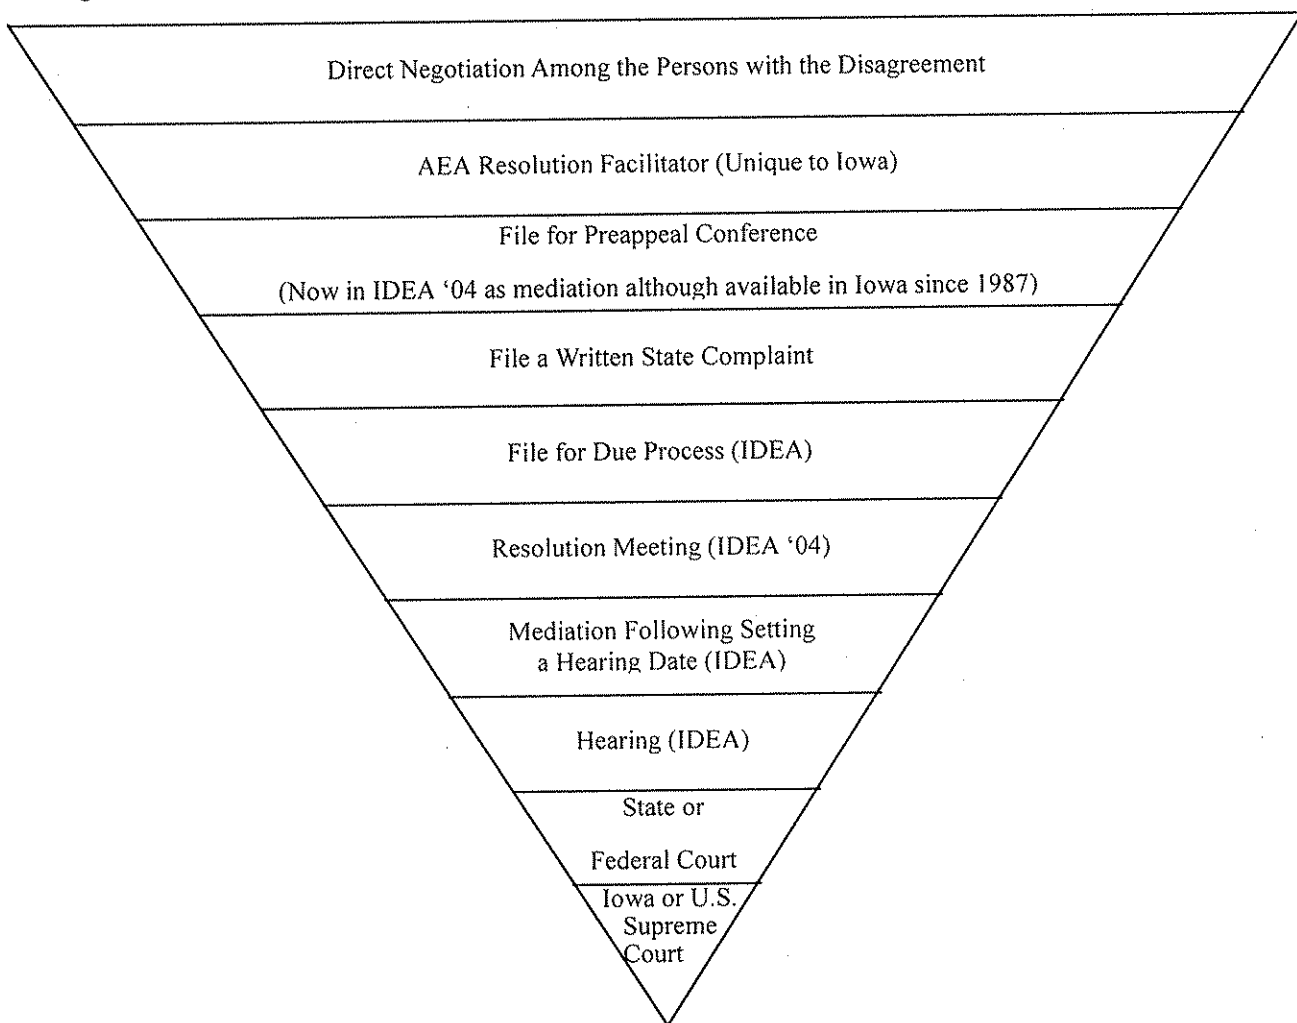 Direct Negotiation Among the Persons with the Disagreement
AEA Resolution Facilitator (Unique to Iowa)
File for Preappeal Conference
(Now in IDEA ‘04 as mediation although available in Iowa since 1987)
File a Written State Complaint
File for Due Process (IDEA)
Resolution Meeting (IDEA ‘04)
Mediation Following Setting
a Hearing Date (IDEA)
Hearing (IDEA)
State or
Federal Court
Iowa or U.S.
Supreme
Court